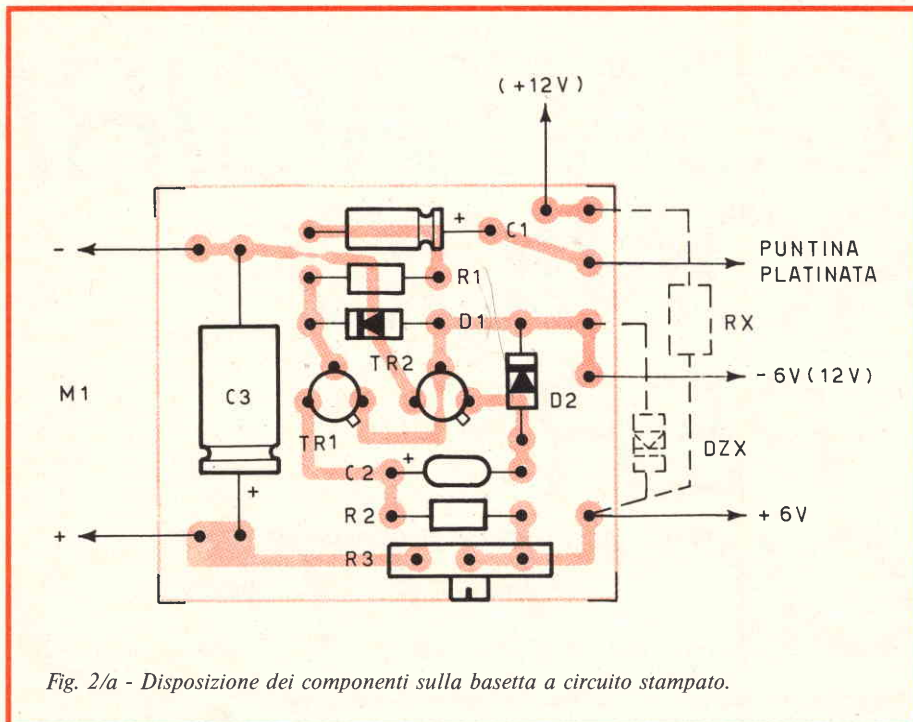 (+12V)
+ C1
PUNTINA
PLATINATA
-
R1
RX
D1
TR2
M1
C3
D2
- 6V (12V)
TR1
DZX
C2 +
+
R2
+ 6V
+
R3
Fig. 2/a - Disposizione dei componenti sulla basetta a circuito stampato.